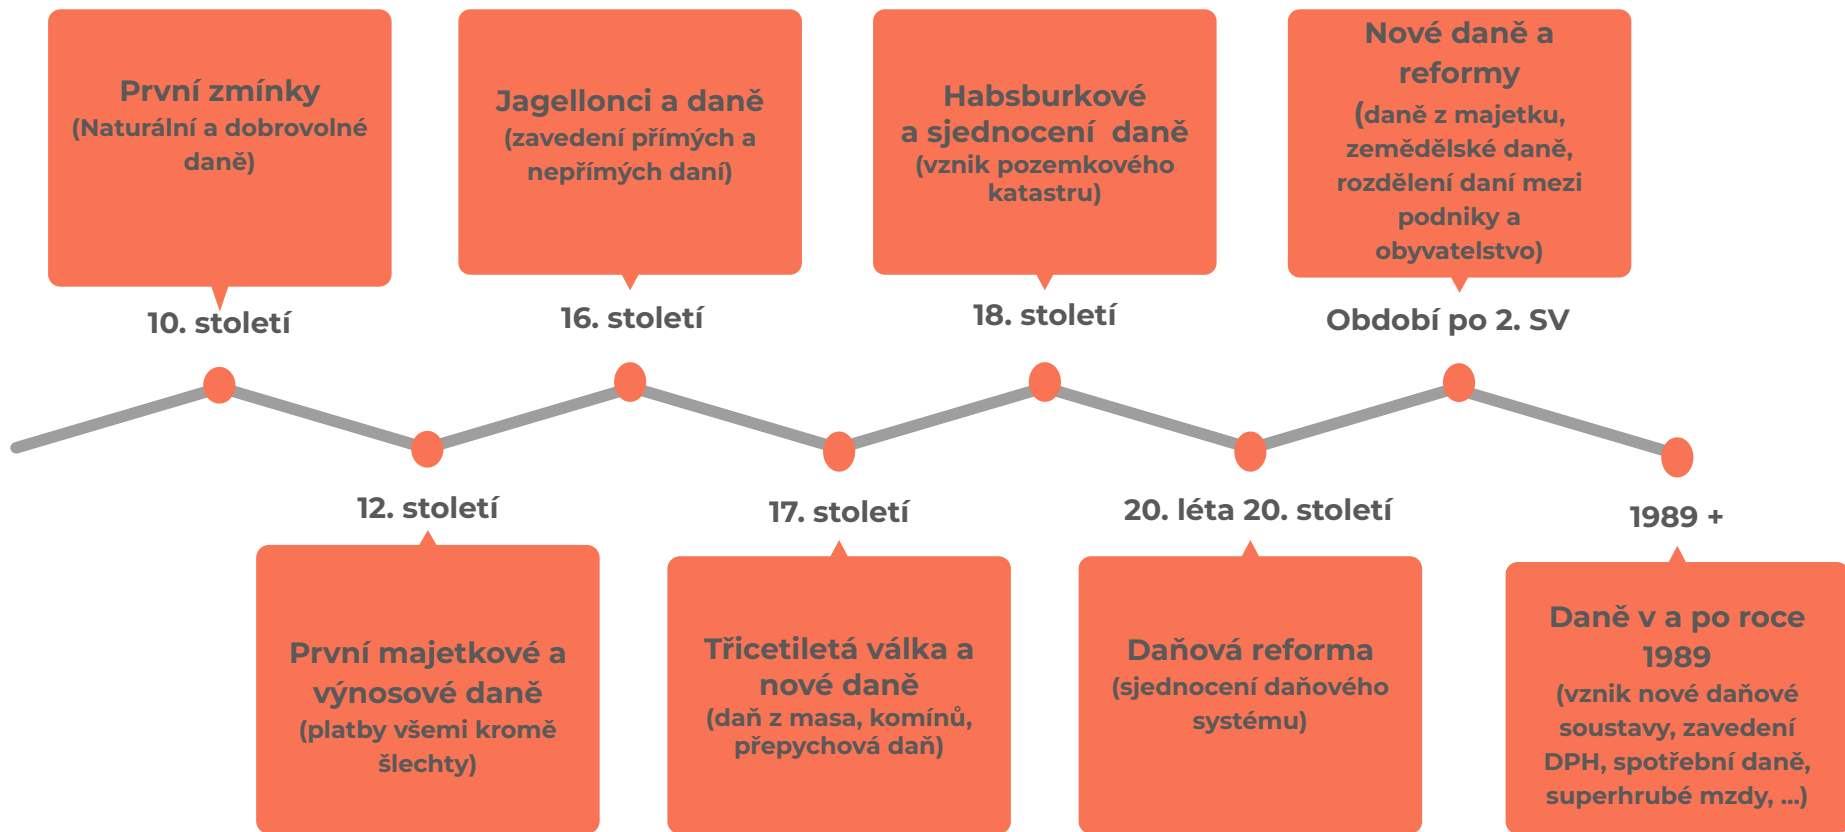 První zmínky
(Naturální a dobrovolné
daně)
10. století
Jagellonci a daně
(zavedení přímých a
nepřímých daní)
16. století
Habsburkové
a sjednocení  daně
(vznik pozemkového
katastru)
18. století
Nové daně a
reformy
(daně z majetku,
zemědělské daně,
rozdělení daní mezi
podniky a
obyvatelstvo)
Období po 2. SV
12. století
První majetkové a
výnosové daně
(platby všemi kromě
šlechty)
17. století
Třicetiletá válka a
nové daně
(daň z masa, komínů,
přepychová daň)
20. léta 20. století
Daňová reforma
(sjednocení daňového
systému)
1989 +
Daně v a po roce
1989
(vznik nové daňové
soustavy, zavedení
DPH, spotřební daně,
superhrubé mzdy, ...)